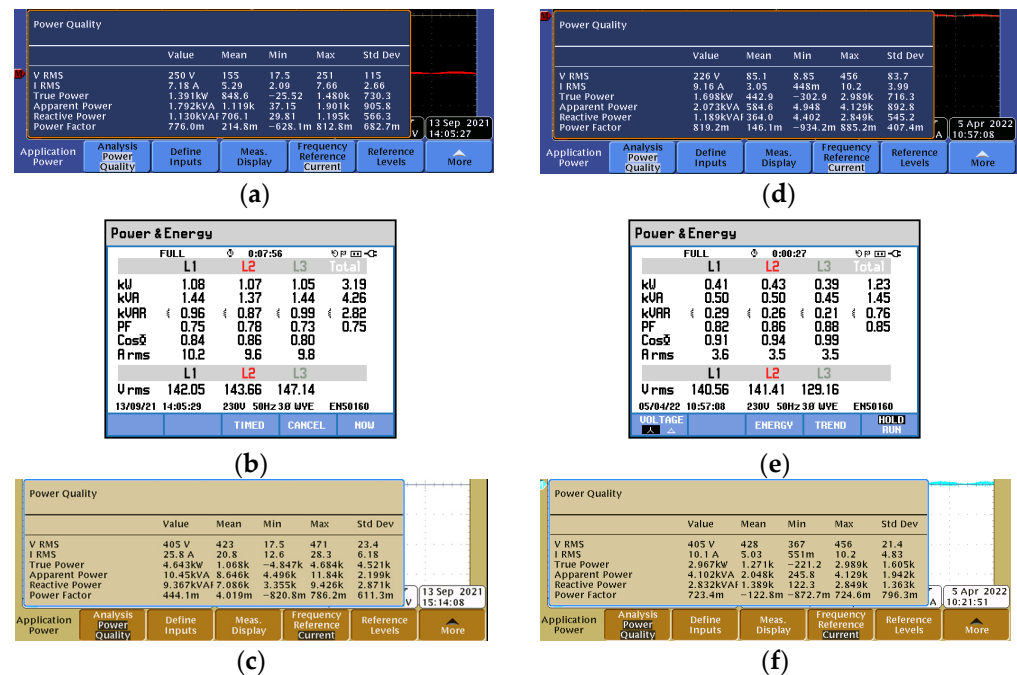 Power Quality
Value Mean Min Max Std Dev
V RMS 250 V 155 17.5 251 115
I RMS 7.18 A 5.29 2.09 7.66 2.66
True Power 1.391kW 848.6 −25.52 1.480k 730.3
Apparent Power 1.792kVA 1.119k 37.15 1.901k 905.8
Reactive Power 1.130kVAr 706.1 29.81 1.195k 566.3
Power Factor 776.0m 214.8m −628.1m 812.8m 682.7m
V
13 Sep 2021
14:05:27
Application Power
Analysis Power Quality
Define Inputs
Meas. Display
Frequency Reference Current
Reference Levels
More
(a)
Power Quality
Value Mean Min Max Std Dev
V RMS 226 V 85.1 8.85 456 83.7
I RMS 9.16 A 3.05 448m 10.2 3.99
True Power 1.698kW 442.9 −302.9 2.989k 716.3
Apparent Power 2.073kVA 584.6 4.948 4.129k 892.8
Reactive Power 1.189kVAr 364.0 4.402 2.849k 545.2
Power Factor 819.2m 146.1m −934.2m 885.2m 407.4m
A
5 Apr 2022
10:57:08
Application Power
Analysis Power Quality
Define Inputs
Meas. Display
Frequency Reference Current
Reference Levels
More
(d)
Power & Energy
FULL 0:07:56
L1 L2 L3 Total
kW 1.08 1.07 1.05 3.19
kVA 1.44 1.37 1.44 4.26
kVAR 0.96 0.87 0.99 2.82
PF 0.75 0.78 0.73 0.75
CosΦ 0.84 0.86 0.80
A rms 10.2 9.6 9.8
L1 L2 L3
V rms 142.05 143.66 147.14
13/09/21 14:05:29 230V 50Hz 3Ø WYE EN50160
TIMED CANCEL NOW
(b)
Power & Energy
FULL 0:00:27
L1 L2 L3 Total
kW 0.41 0.43 0.39 1.23
kVA 0.50 0.50 0.45 1.45
kVAR 0.29 0.26 0.21 0.76
PF 0.82 0.86 0.88 0.85
CosΦ 0.91 0.94 0.99
A rms 3.6 3.5 3.5
L1 L2 L3
V rms 140.56 141.41 129.16
05/04/22 10:57:08 230V 50Hz 3Ø WYE EN50160
VOLTAGE ENERGY TREND HOLD RUN
(e)
Power Quality
Value Mean Min Max Std Dev
V RMS 405 V 423 17.5 471 23.4
I RMS 25.8 A 20.8 12.6 28.3 6.18
True Power 4.643kW 1.068k −4.847k 4.684k 4.521k
Apparent Power 10.45kVA 8.646k 4.496k 11.84k 2.199k
Reactive Power 9.367kVAr 7.086k 3.355k 9.426k 2.871k
Power Factor 444.1m 4.019m −820.8m 786.2m 611.3m
V
13 Sep 2021
15:14:08
Application Power
Analysis Power Quality
Define Inputs
Meas. Display
Frequency Reference Current
Reference Levels
More
(c)
Power Quality
Value Mean Min Max Std Dev
V RMS 405 V 428 367 456 21.4
I RMS 10.1 A 5.03 551m 10.2 4.83
True Power 2.967kW 1.271k −221.2 2.989k 1.605k
Apparent Power 4.102kVA 2.048k 245.8 4.129k 1.942k
Reactive Power 2.832kVAr 1.389k 122.3 2.849k 1.363k
Power Factor 723.4m −122.8m −872.7m 724.6m 796.3m
A
5 Apr 2022
10:21:51
Application Power
Analysis Power Quality
Define Inputs
Meas. Display
Frequency Reference Current
Reference Levels
More
(f)